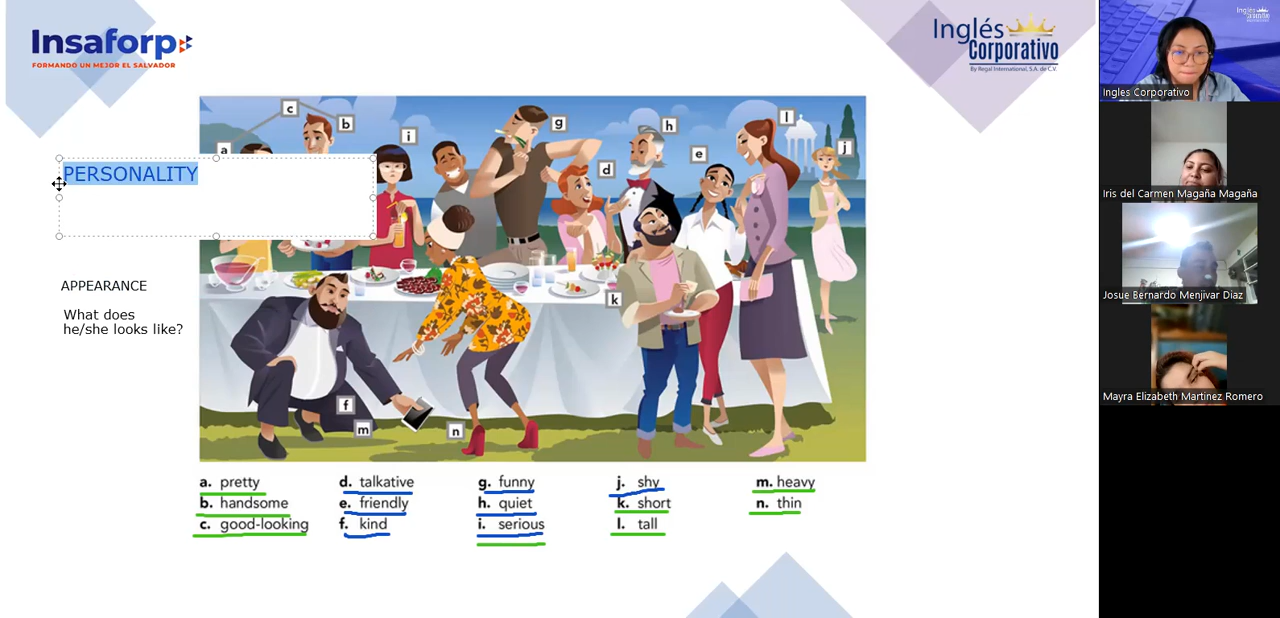 Insaforp
FORMANDO UN MEJOR EL SALVADOR
Inglés
Corporativo
By Regal International, S.A. de C.V.
c
b
a
i
g
h
l
d
e
j
PERSONALITY
APPEARANCE
What does
he/she looks like?
k
f
m
n
a. pretty
b. handsome
c. good-looking
d. talkative
e. friendly
f. kind
g. funny
h. quiet
i. serious
j. shy
k. short
l. tall
m. heavy
n. thin
Ingles Corporativo
Iris del Carmen Magaña Magaña
Josue Bernardo Menjivar Diaz
Mayra Elizabeth Martinez Romero